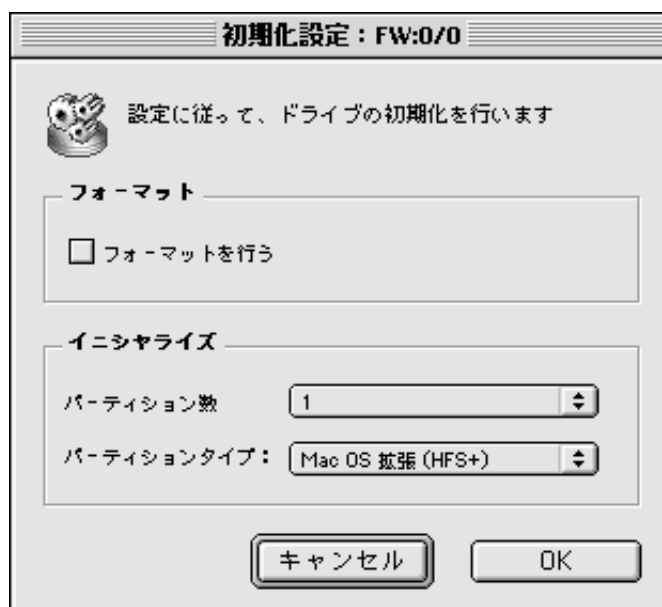 初期化設定：FW:0/0
設定に従って、ドライブの初期化を行います
フォーマット
フォーマットを行う
イニシャライズ
パーティション数 1
パーティションタイプ： Mac OS 拡張 (HFS+)
キャンセル OK